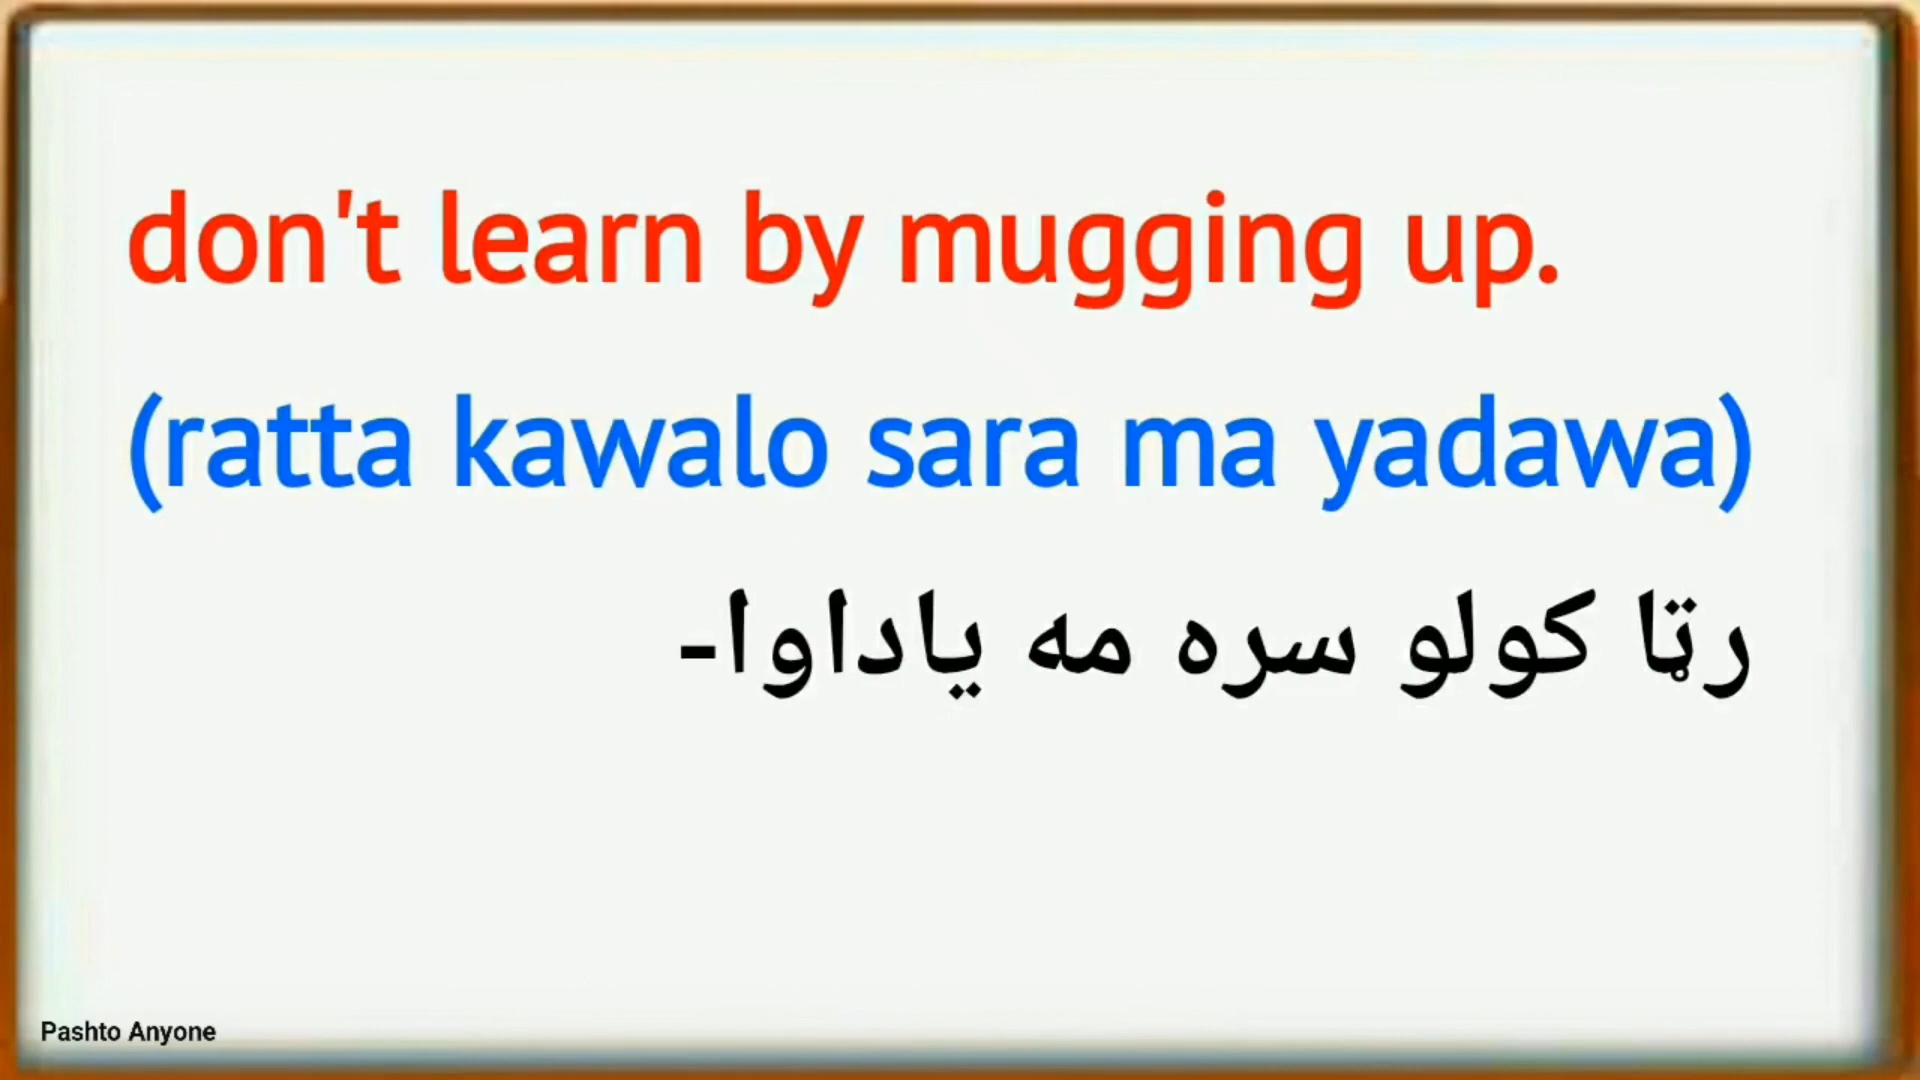 don't learn by mugging up.
(ratta kawalo sara ma yadawa)
رټا کولو سره مه یاداوا-
Pashto Anyone